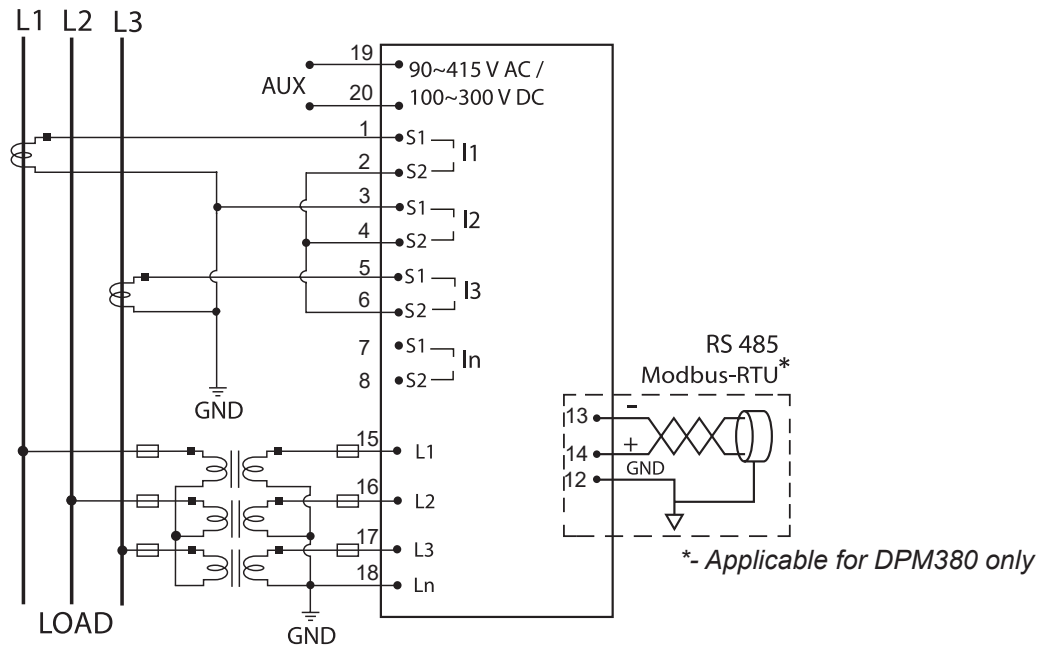 L1 L2 L3
AUX
19
90~415 V AC /
20
100~300 V DC
1
S1
I1
2
S2
3
S1
I2
4
S2
5
S1
I3
6
S2
7
S1
In
8
S2
GND
RS 485
Modbus-RTU*
13
-
14
+
GND
12
15
L1
16
L2
17
L3
18
Ln
*- Applicable for DPM380 only
LOAD
GND